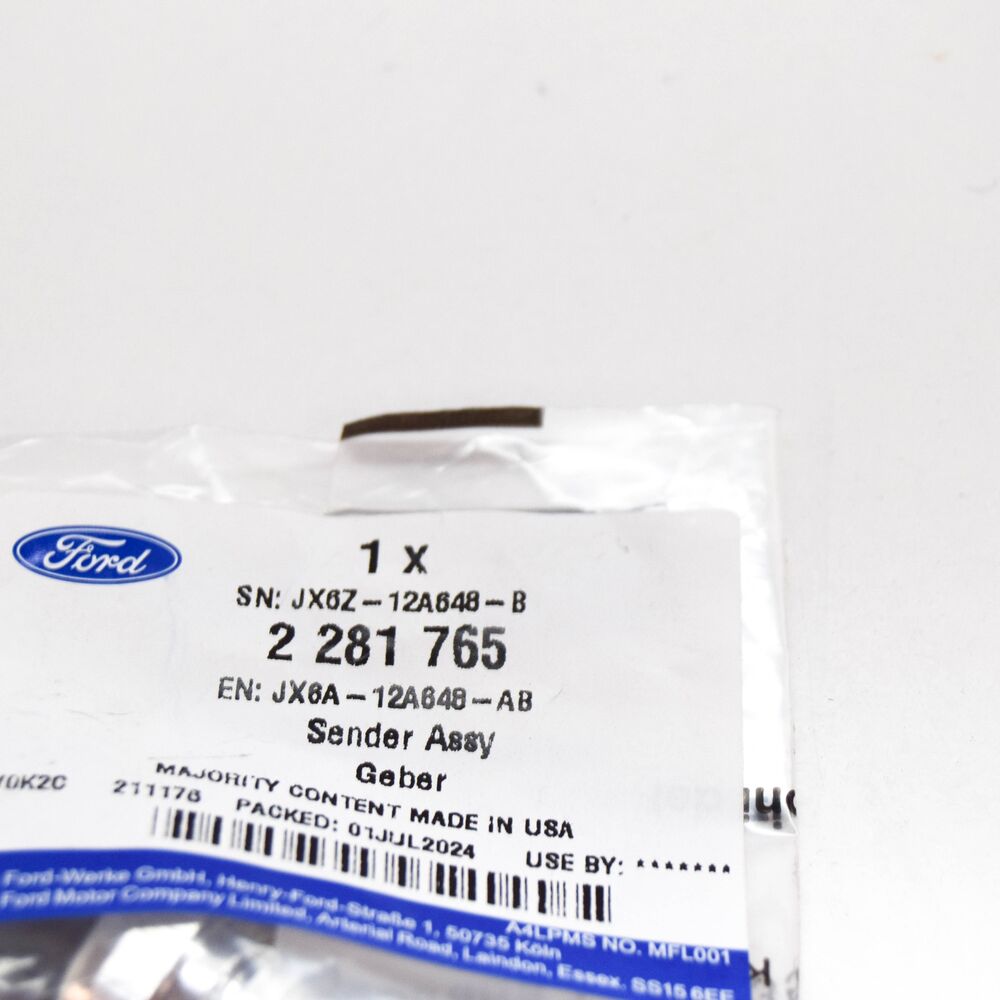 Ford
1 x
SN: JX6Z-12A648-B
2 281 765
EN: JX6A-12A648-AB
Sender Assy
Geber
MAJORITY CONTENT MADE IN USA
211176
PACKED: 01JUL2024
USE BY: *******
A4LPMS NO. MFL001
Ford-Werke GmbH, Henry-Ford-Straße 1, 50735 Köln
Ford Motor Company Limited, Arterial Road, Laindon, Essex. SS15 6EE